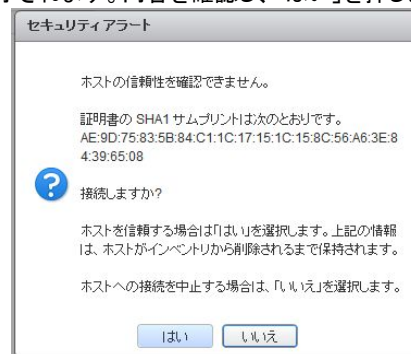 セキュリティ アラート
ホストの信頼性を確認できません。
証明書の SHA1 サムプリントは次のとおりです。
AE:9D:75:83:5B:84:C1:1C:17:15:1C:15:8C:56:A6:3E:8
4:39:65:08
接続しますか?
ホストを信頼する場合は「はい」を選択します。上記の情報
は、ホストがインベントリから削除されるまで保持されます。
ホストへの接続を中止する場合は、「いいえ」を選択します。
はい いいえ